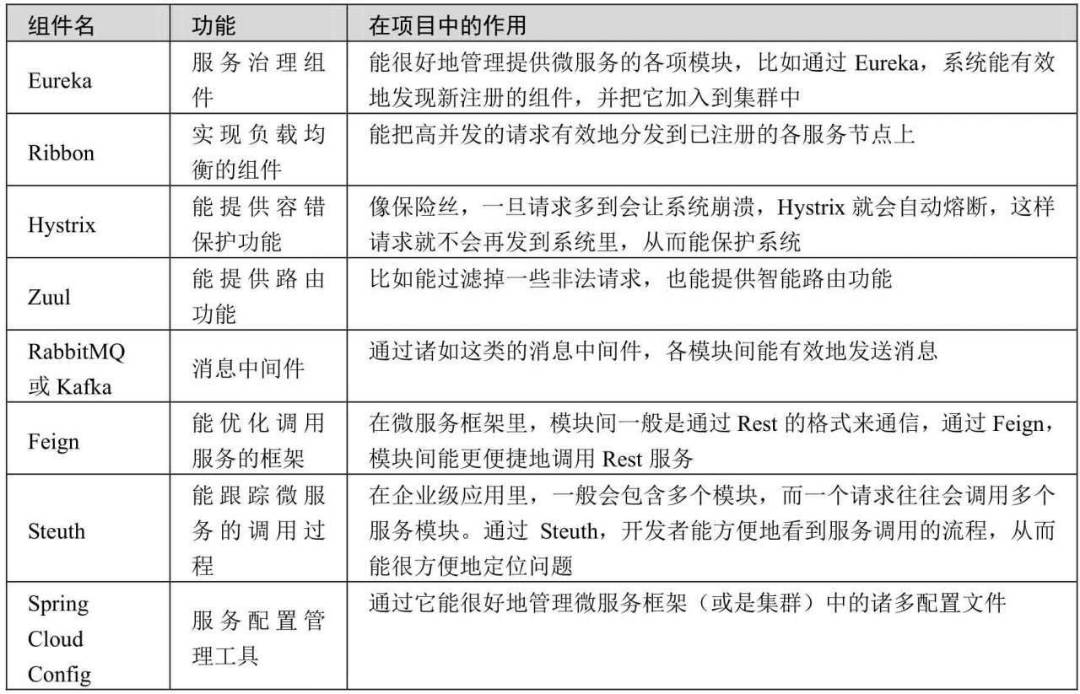 组件名 功能 在项目中的作用
Eureka
服务治理组
件
能很好地管理提供微服务的各项模块，比如通过 Eureka，系统能有效
地发现新注册的组件，并把它加入到集群中
Ribbon
实现负载均
衡的组件
能把高并发的请求有效地分发到已注册的各服务节点上
Hystrix
能提供容错
保护功能
像保险丝，一旦请求多到会让系统崩溃，Hystrix 就会自动熔断，这样
请求就不会再发到系统里，从而能保护系统
Zuul
能提供路由
功能
比如能过滤掉一些非法请求，也能提供智能路由功能
RabbitMQ
或 Kafka
消息中间件
通过诸如这类的消息中间件，各模块间能有效地发送消息
Feign
能优化调用
服务的框架
在微服务框架里，模块间一般是通过 Rest 的格式来通信，通过 Feign，
模块间能更便捷地调用 Rest 服务
Steuth
能跟踪微服
务的调用过
程
在企业级应用里，一般会包含多个模块，而一个请求往往会调用多个
服务模块。通过 Steuth，开发者能方便地看到服务调用的流程，从而
能很方便地定位问题
Spring
Cloud
Config
服务配置管
理工具
通过它能很好地管理微服务框架（或是集群）中的诸多配置文件